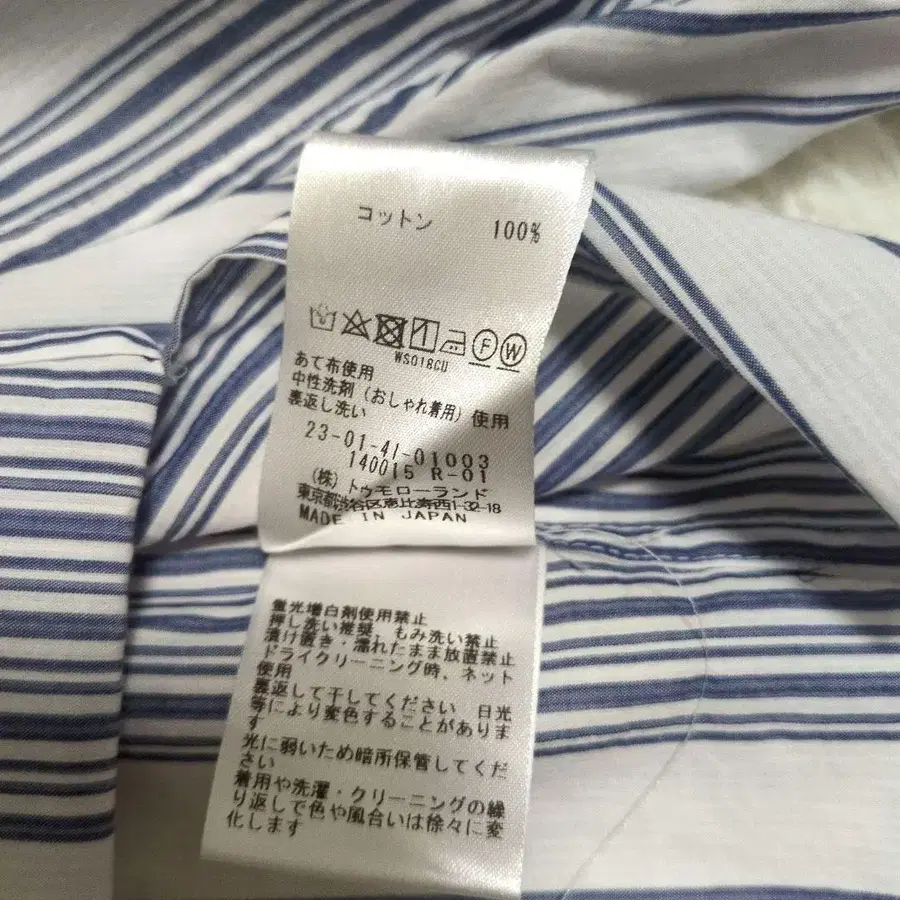 コットン 100%
F W
WS018CU
あて布使用
中性洗剤(おしゃれ着用)使用
裏返し洗い
23-01-41-01003
140015 R-01
(株)トゥモローランド
東京都渋谷区恵比寿西1-32-18
MADE IN JAPAN
蛍光増白剤使用禁止
押し洗い推奨、もみ洗い禁止
漬け置き・濡れたまま放置禁止
ドライクリーニング時、ネット
使用
裏返して干してください 日光
等により変色することがありま
す
光に弱いため暗所保管してくだ
さい
着用や洗濯・クリーニングの繰
り返しで色や風合いは徐々に変
化します